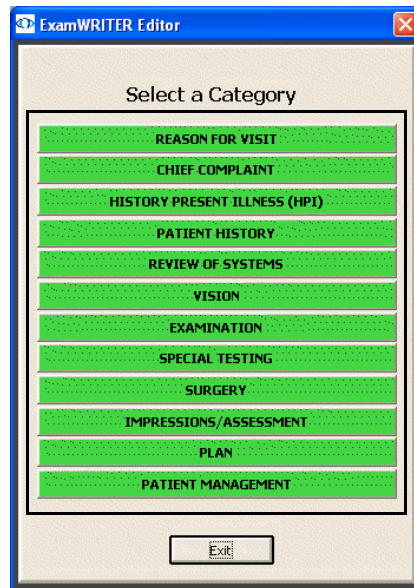 ExamWRITER Editor
Select a Category
REASON FOR VISIT
CHIEF COMPLAINT
HISTORY PRESENT ILLNESS (HPI)
PATIENT HISTORY
REVIEW OF SYSTEMS
VISION
EXAMINATION
SPECIAL TESTING
SURGERY
IMPRESSIONS/ASSESSMENT
PLAN
PATIENT MANAGEMENT
Exit